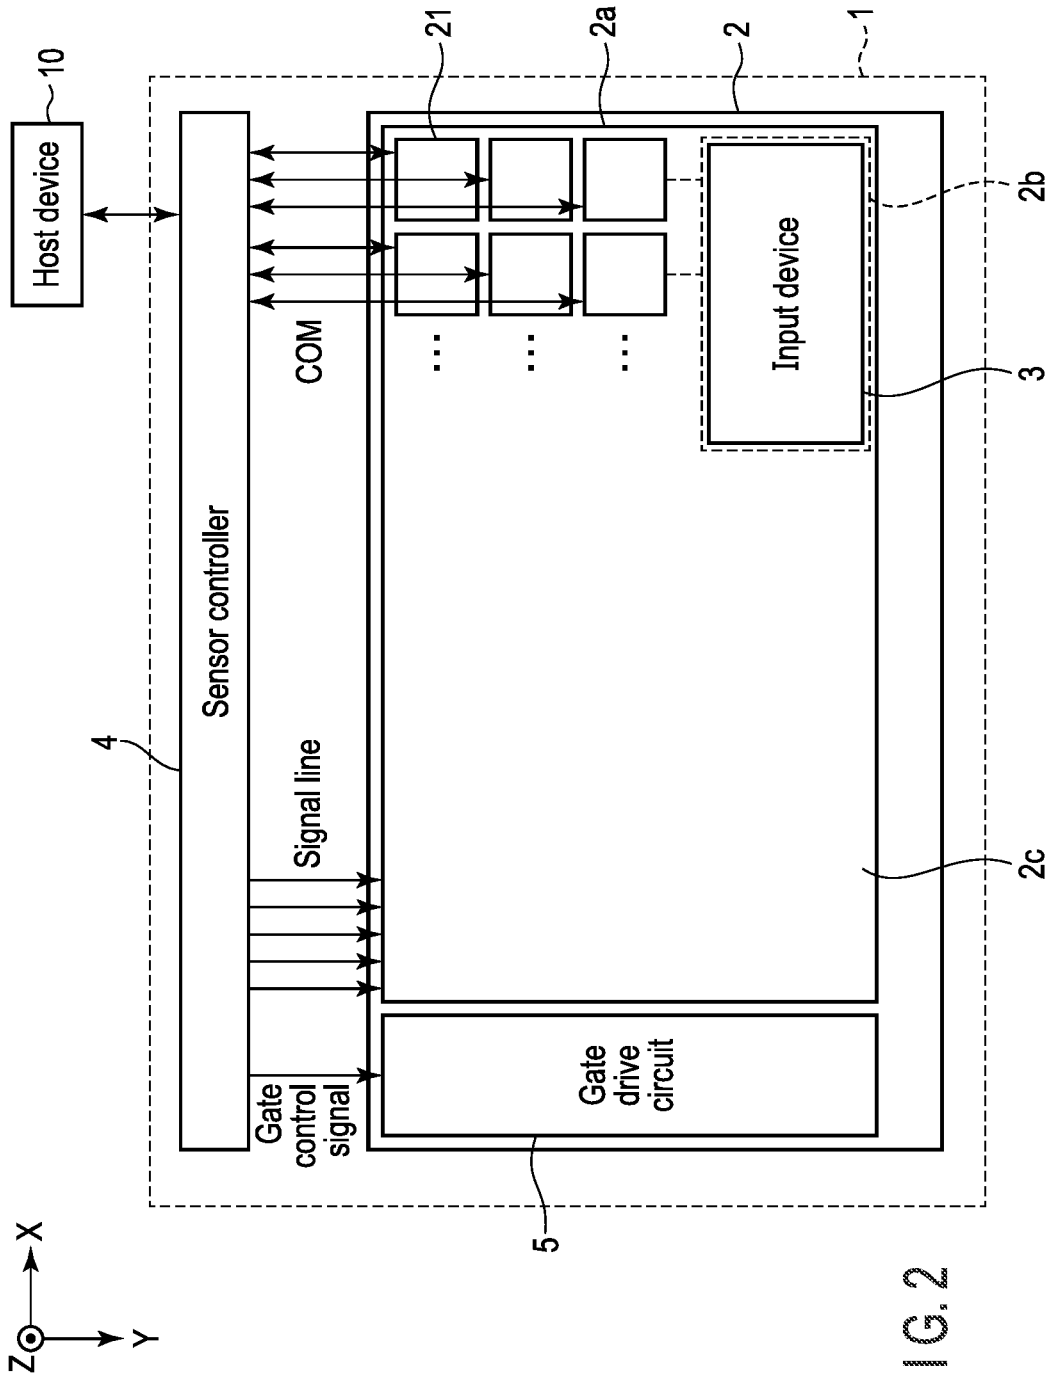 Z
X
Y
Host device
10
4
Sensor controller
Gate
control
signal
Signal line
COM
21
5
Gate
drive
circuit
2a
2
Input device
1
2c
3
2b
IG. 2